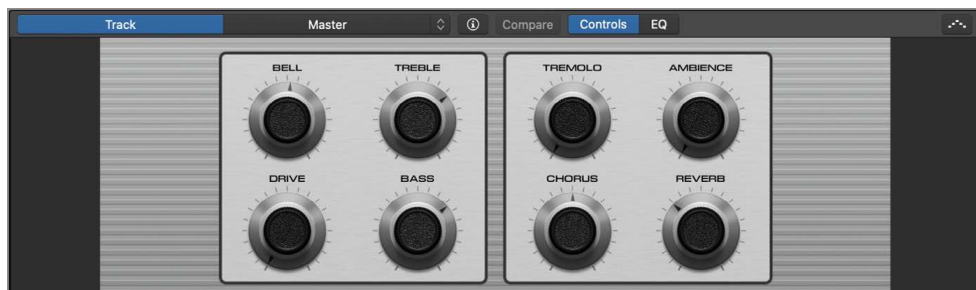 Track Master Compare Controls EQ
BELL TREBLE TREMOLO AMBIENCE
DRIVE BASS CHORUS REVERB